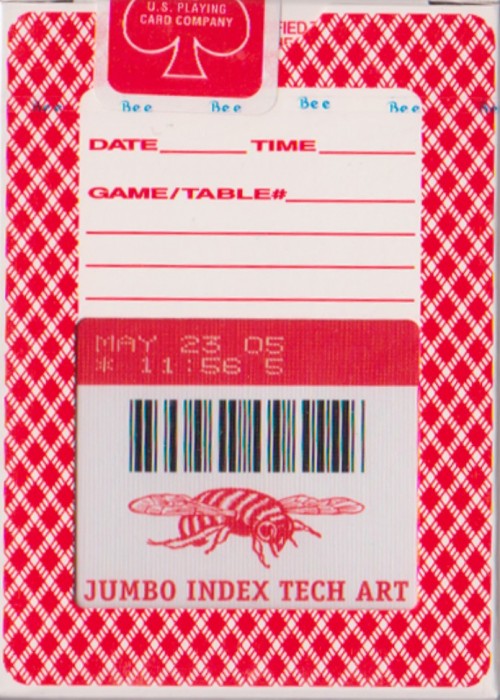 U.S. PLAYING
CARD COMPANY
Bee Bee Bee Bee Bee
DATE TIME
GAME/TABLE#
MAY 23 05
* 11:56 5
JUMBO INDEX TECH ART